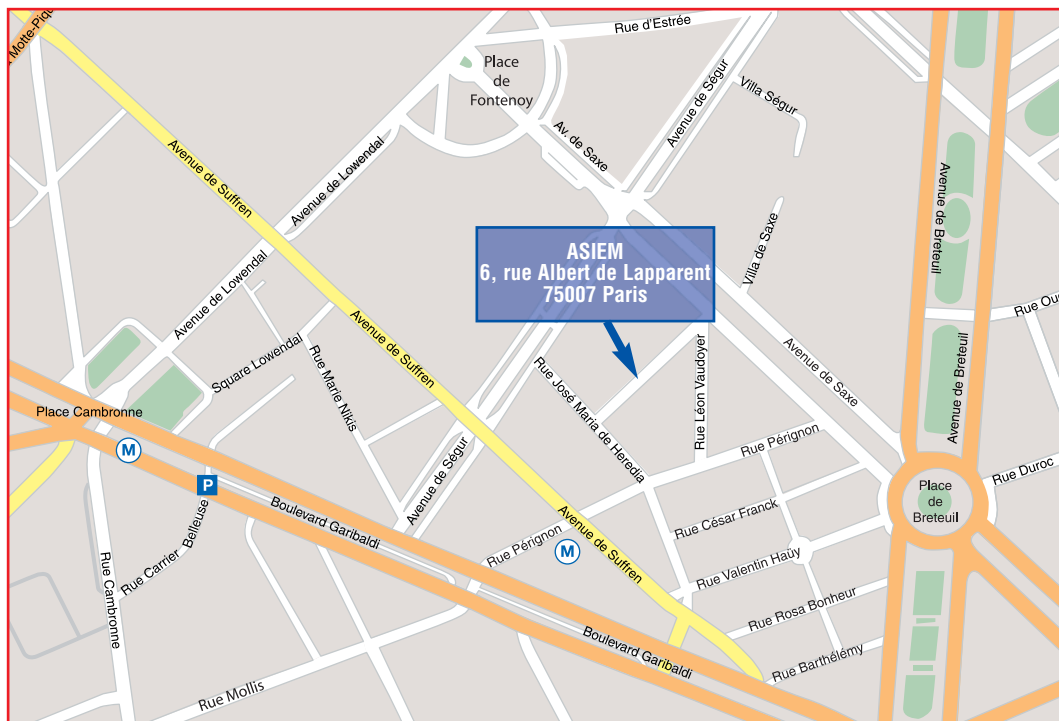 Motte-Piqu
Rue d'Estrée
Place
de
Fontenoy
Avenue de Ségur
Villa Ségur
Av. de Saxe
Avenue de Suffren
Avenue de Lowendal
Avenue de Breteuil
ASIEM
6, rue Albert de Lapparent
75007 Paris
Villa de Saxe
Avenue de Lowendal
Rue Our
Avenue de Suffren
Square Lowendal
Rue Marie Nikis
Rue José Maria de Heredia
Rue Léon Vaudoyer
Avenue de Saxe
Avenue de Breteuil
Place Cambronne
M
P
Avenue de Ségur
Rue Pérignon
Rue Duroc
Place
de
Breteuil
Boulevard Garibaldi
Rue César Franck
Avenue de Suffren
Rue Pérignon
M
Rue Carrier Belleuse
Rue Cambronne
Rue Valentin Haüy
Rue Rosa Bonheur
Boulevard Garibaldi
Rue Barthélémy
Rue Mollis